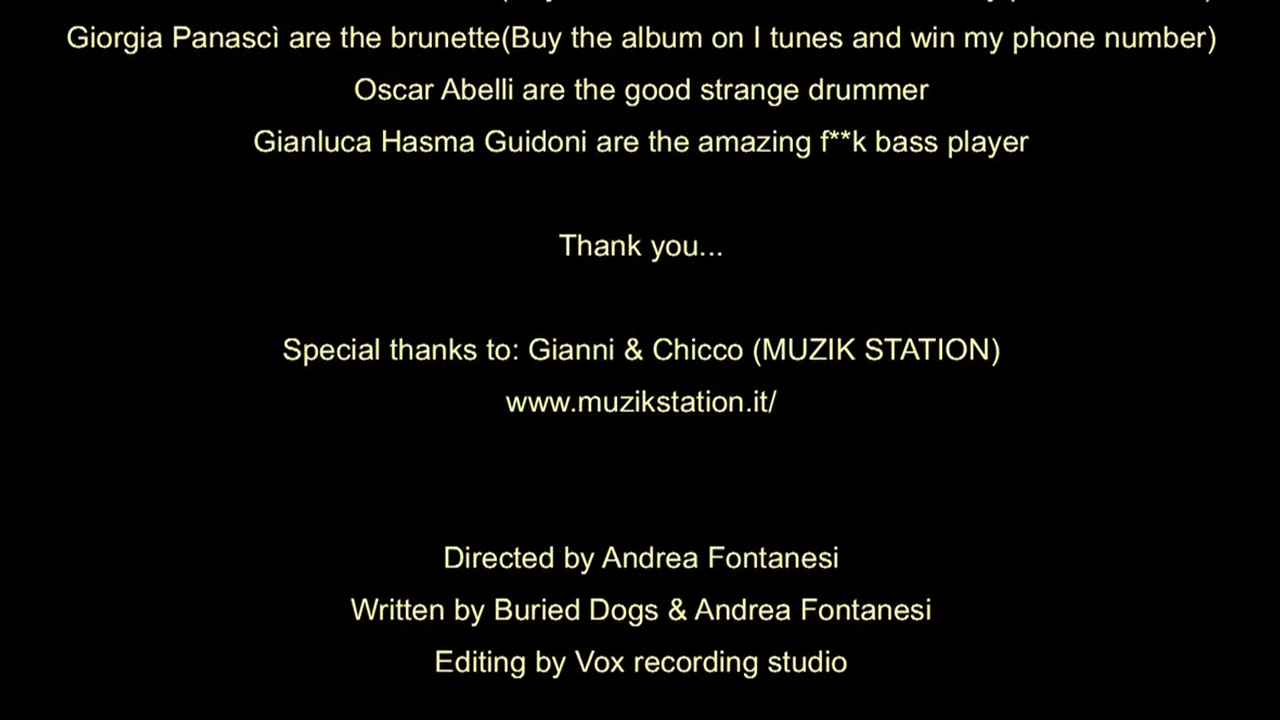 Giorgia Panascì are the brunette(Buy the album on I tunes and win my phone number)
Oscar Abelli are the good strange drummer
Gianluca Hasma Guidoni are the amazing f**k bass player
Thank you...
Special thanks to: Gianni & Chicco (MUZIK STATION)
www.muzikstation.it/
Directed by Andrea Fontanesi
Written by Buried Dogs & Andrea Fontanesi
Editing by Vox recording studio